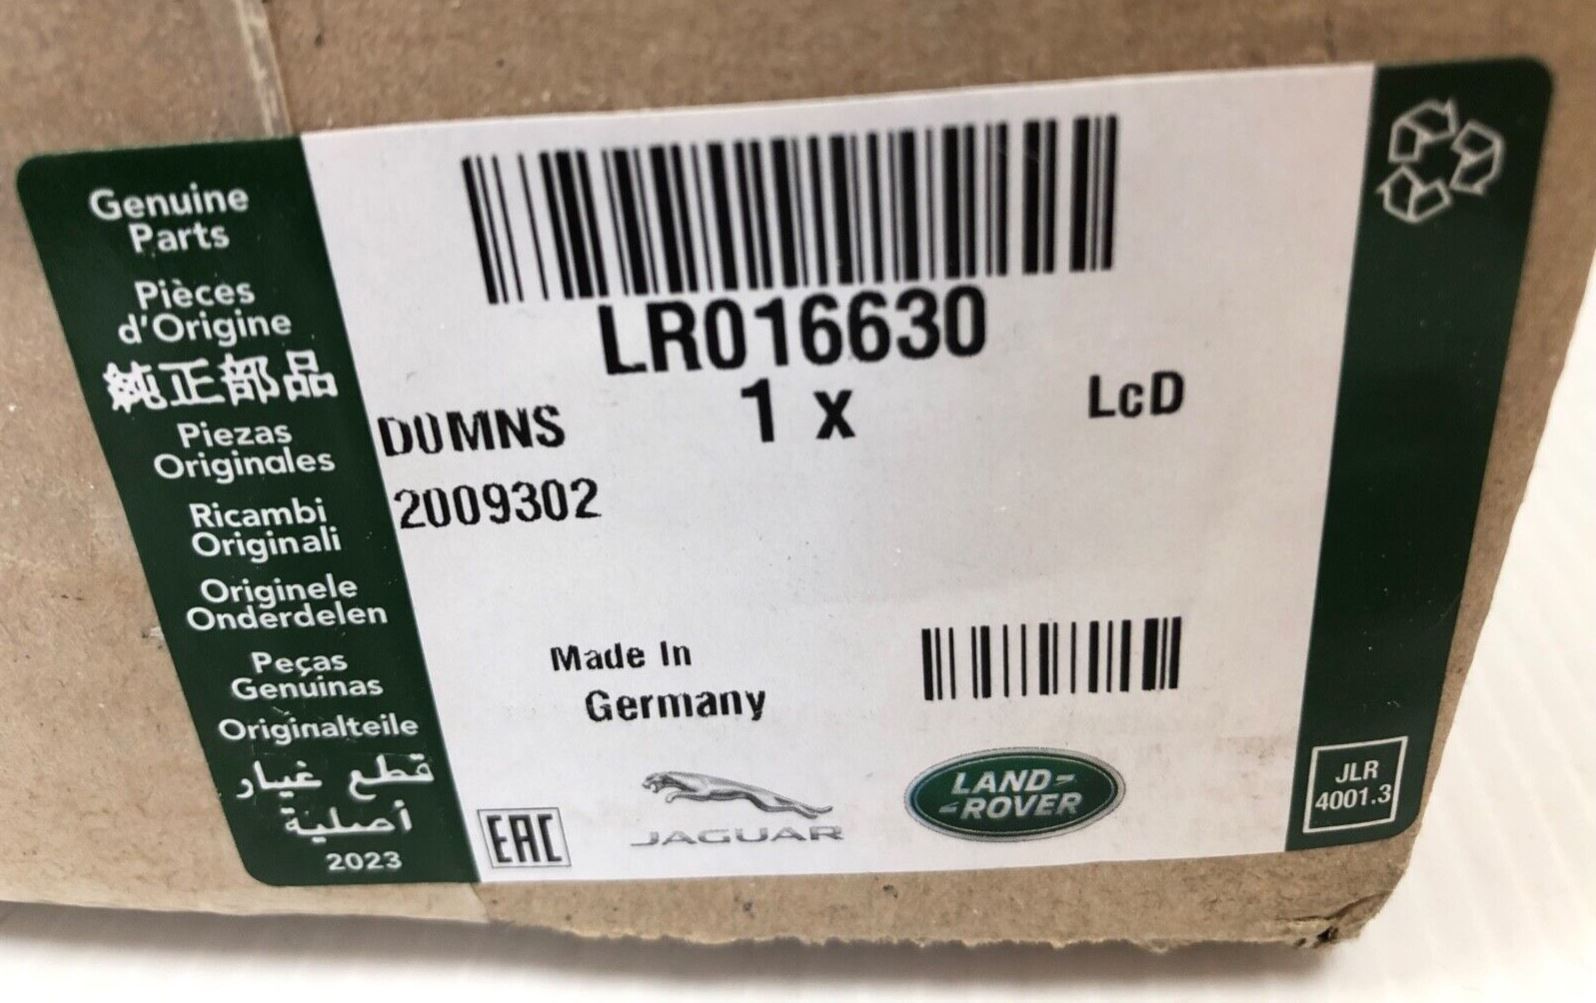 Genuine
Parts
Pièces
d'Origine
純正部品
Piezas
Originales
Ricambi
Originali
Originele
Onderdelen
Peças
Genuinas
Originalteile
قطع غيار
أصلية
2023
LR016630
1 x
LcD
D0MNS
2009302
Made In
Germany
EAC
JAGUAR
LAND-
-ROVER
JLR
4001.3